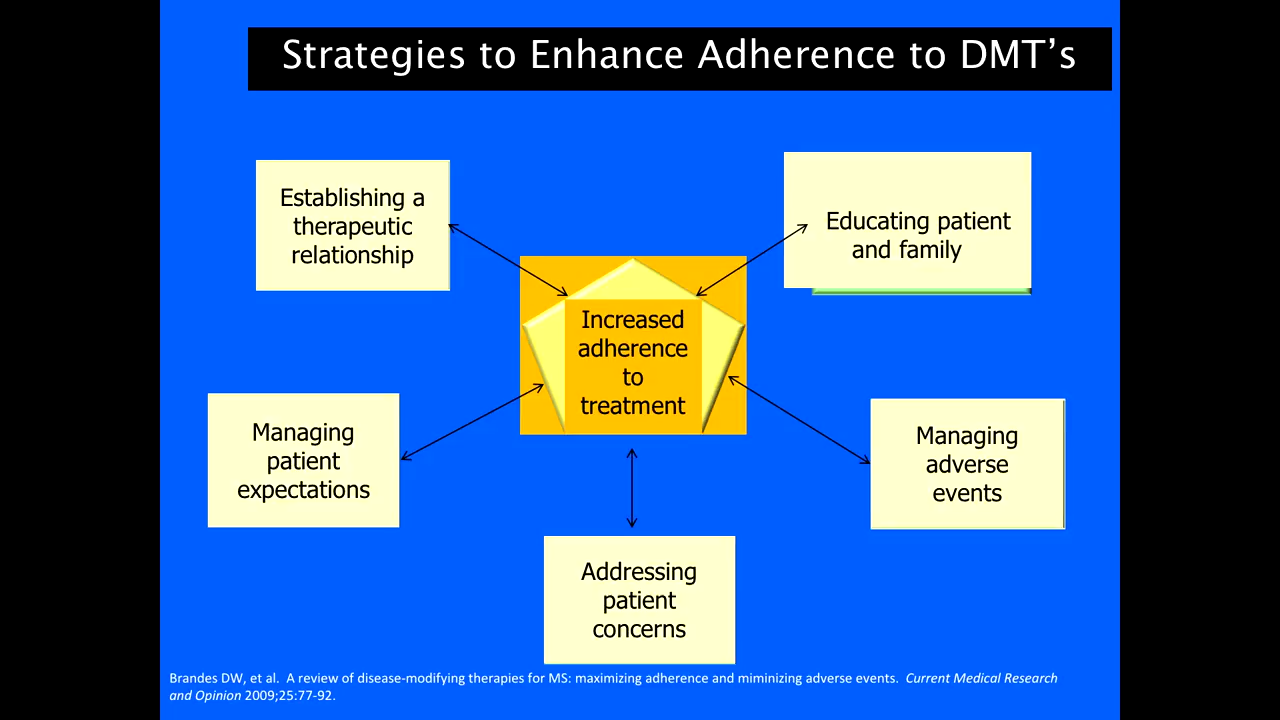 Strategies to Enhance Adherence to DMT’s
Establishing a
therapeutic
relationship
Educating patient
and family
Increased
adherence
to
treatment
Managing
patient
expectations
Managing
adverse
events
Addressing
patient
concerns
Brandes DW, et al.  A review of disease-modifying therapies for MS: maximizing adherence and miminizing adverse events.  Current Medical Research
and Opinion 2009;25:77-92.